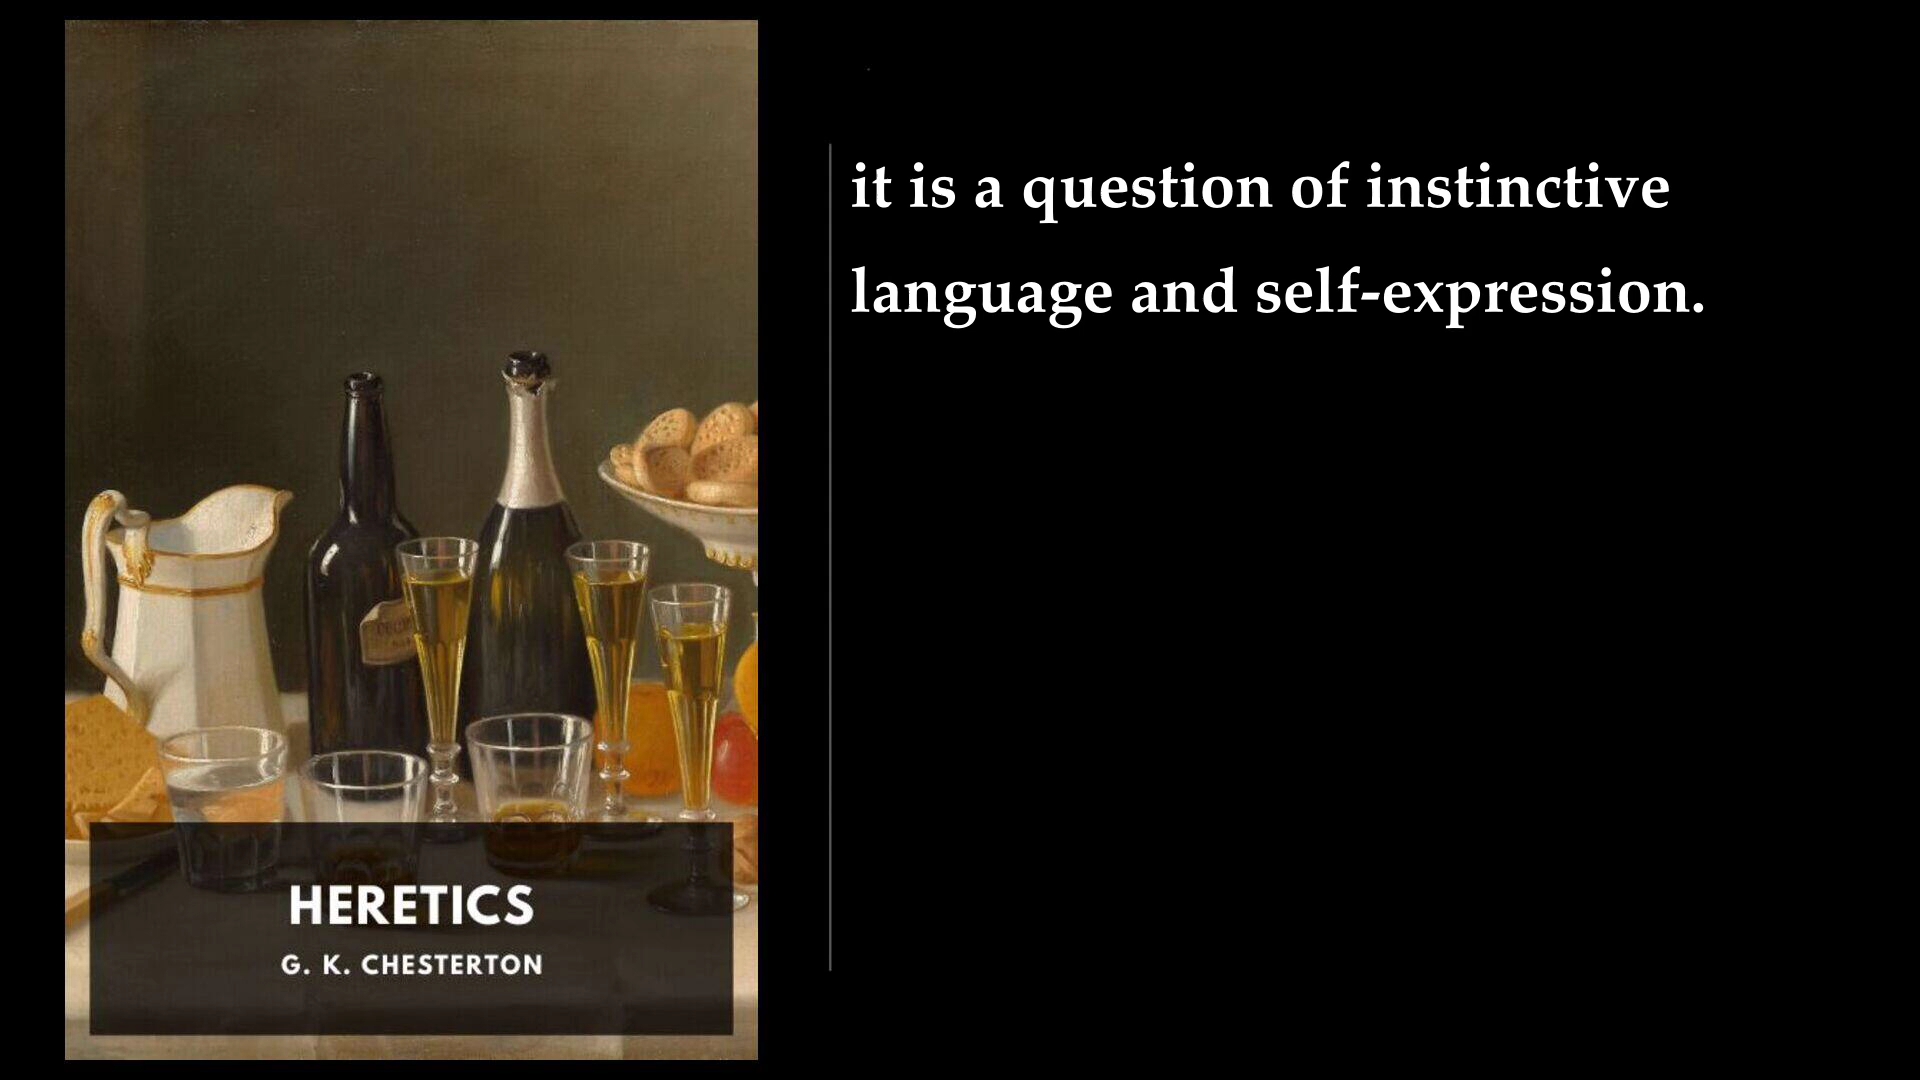 it is a question of instinctive
language and self-expression.
HERETICS
G. K. CHESTERTON